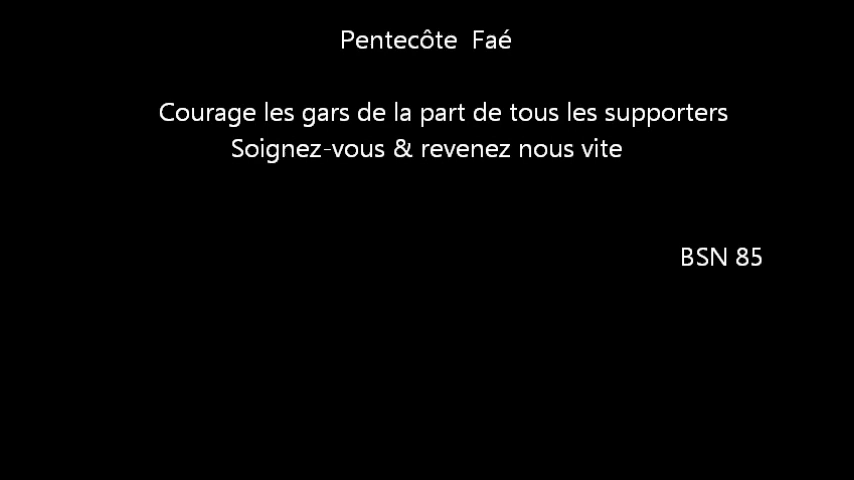 Pentecôte Faé
Courage les gars de la part de tous les supporters
Soignez-vous & revenez nous vite
BSN 85